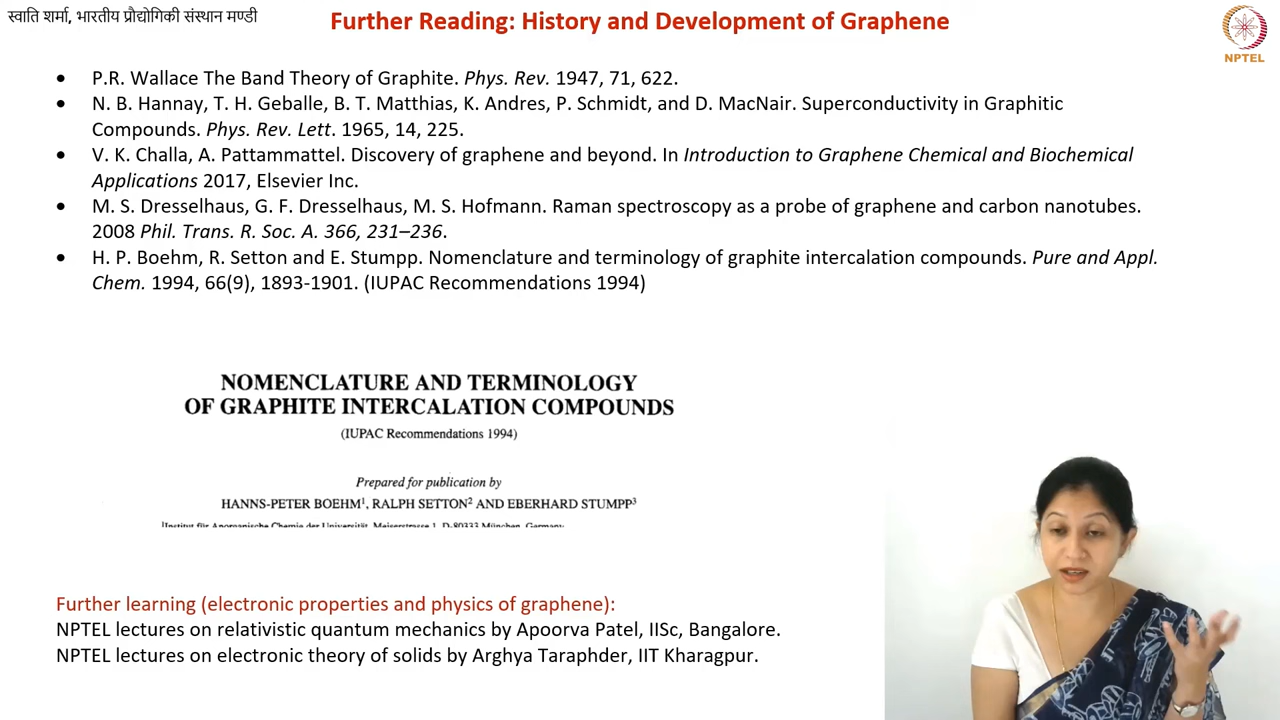 स्वाति शर्मा, भारतीय प्रौद्योगिकी संस्थान मण्डी
Further Reading: History and Development of Graphene
NPTEL
• P.R. Wallace The Band Theory of Graphite. Phys. Rev. 1947, 71, 622.
• N. B. Hannay, T. H. Geballe, B. T. Matthias, K. Andres, P. Schmidt, and D. MacNair. Superconductivity in Graphitic
Compounds. Phys. Rev. Lett. 1965, 14, 225.
• V. K. Challa, A. Pattammattel. Discovery of graphene and beyond. In Introduction to Graphene Chemical and Biochemical
Applications 2017, Elsevier Inc.
• M. S. Dresselhaus, G. F. Dresselhaus, M. S. Hofmann. Raman spectroscopy as a probe of graphene and carbon nanotubes.
2008 Phil. Trans. R. Soc. A. 366, 231–236.
• H. P. Boehm, R. Setton and E. Stumpp. Nomenclature and terminology of graphite intercalation compounds. Pure and Appl.
Chem. 1994, 66(9), 1893-1901. (IUPAC Recommendations 1994)
NOMENCLATURE AND TERMINOLOGY
OF GRAPHITE INTERCALATION COMPOUNDS
(IUPAC Recommendations 1994)
Prepared for publication by
HANNS-PETER BOEHM¹, RALPH SETTON² AND EBERHARD STUMPP³
¹Institut für Anorganische Chemie der Universität, Meiserstrasse 1, D-80333 München, Germany
Further learning (electronic properties and physics of graphene):
NPTEL lectures on relativistic quantum mechanics by Apoorva Patel, IISc, Bangalore.
NPTEL lectures on electronic theory of solids by Arghya Taraphder, IIT Kharagpur.